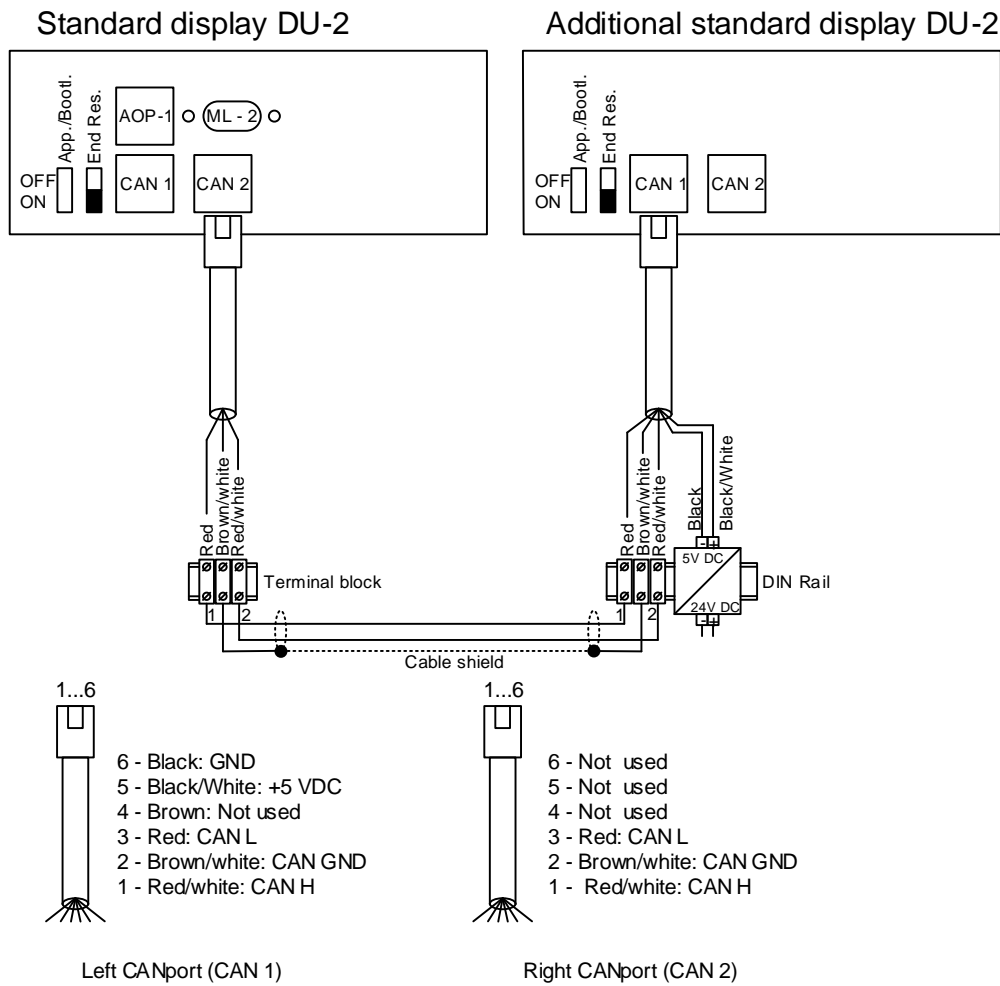 Standard display DU-2
Additional standard display DU-2
App./Bootl.
End Res.
AOP-1
ML - 2
OFF
ON
CAN 1
CAN 2
App./Bootl.
End Res.
OFF
ON
CAN 1
CAN 2
Red
Brown/white
Red/white
Terminal block
1
2
Red
Brown/white
Red/white
Black
Black/White
- +
5V DC
24V DC
- +
DIN Rail
1
2
Cable shield
1...6
6 - Black: GND
5 - Black/White: +5 VDC
4 - Brown: Not used
3 - Red: CAN L
2 - Brown/white: CAN GND
1 - Red/white: CAN H
Left CANport (CAN 1)
1...6
6 - Not used
5 - Not used
4 - Not used
3 - Red: CAN L
2 - Brown/white: CAN GND
1 - Red/white: CAN H
Right CANport (CAN 2)